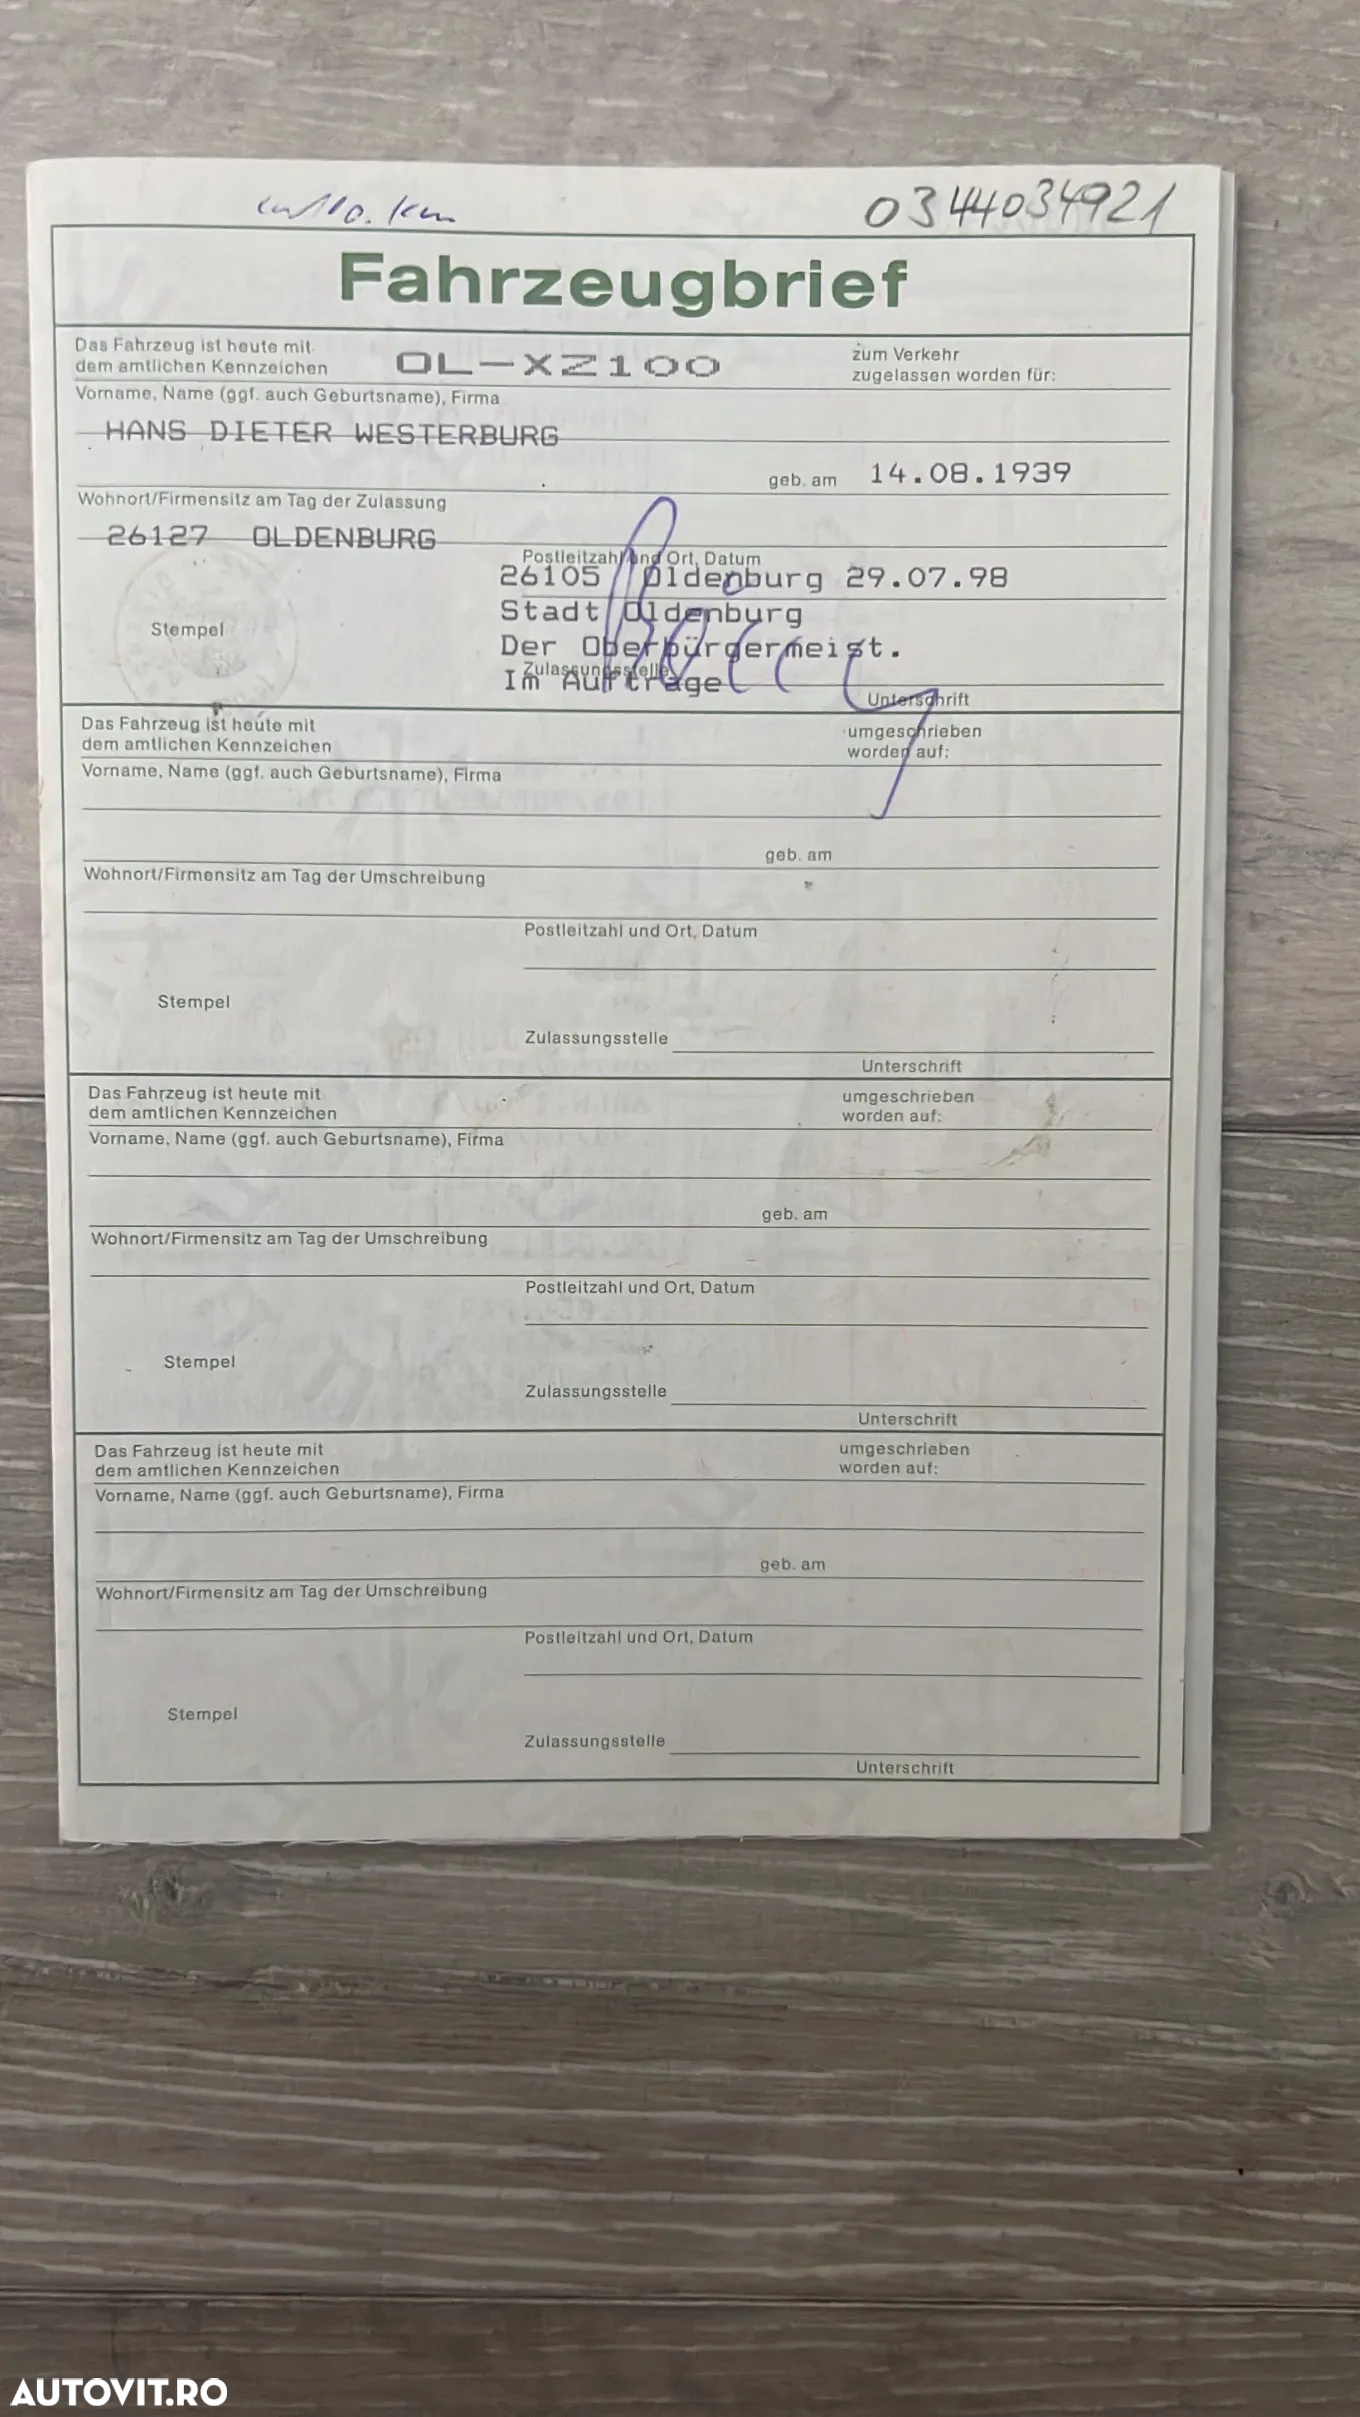 km
0344034921
Fahrzeugbrief
Das Fahrzeug ist heute mit
dem amtlichen Kennzeichen
OL-XZ100
zum Verkehr
zugelassen worden für:
Vorname, Name (ggf. auch Geburtsname), Firma
HANS DIETER WESTERBURG
geb. am 14.08.1939
Wohnort/Firmensitz am Tag der Zulassung
26127 OLDENBURG
Postleitzahl und Ort, Datum
26105 Oldenburg 29.07.98
Stadt Oldenburg
Stempel
Der Oberbürgermeist.
Zulassungsstelle
Im Auftrage
Unterschrift
Das Fahrzeug ist heute mit
dem amtlichen Kennzeichen
umgeschrieben
worden auf:
Vorname, Name (ggf. auch Geburtsname), Firma
geb. am
Wohnort/Firmensitz am Tag der Umschreibung
Postleitzahl und Ort, Datum
Stempel
Zulassungsstelle
Unterschrift
Das Fahrzeug ist heute mit
dem amtlichen Kennzeichen
umgeschrieben
worden auf:
Vorname, Name (ggf. auch Geburtsname), Firma
geb. am
Wohnort/Firmensitz am Tag der Umschreibung
Postleitzahl und Ort, Datum
Stempel
Zulassungsstelle
Unterschrift
Das Fahrzeug ist heute mit
dem amtlichen Kennzeichen
umgeschrieben
worden auf:
Vorname, Name (ggf. auch Geburtsname), Firma
geb. am
Wohnort/Firmensitz am Tag der Umschreibung
Postleitzahl und Ort, Datum
Stempel
Zulassungsstelle
Unterschrift
AUTOVIT.RO